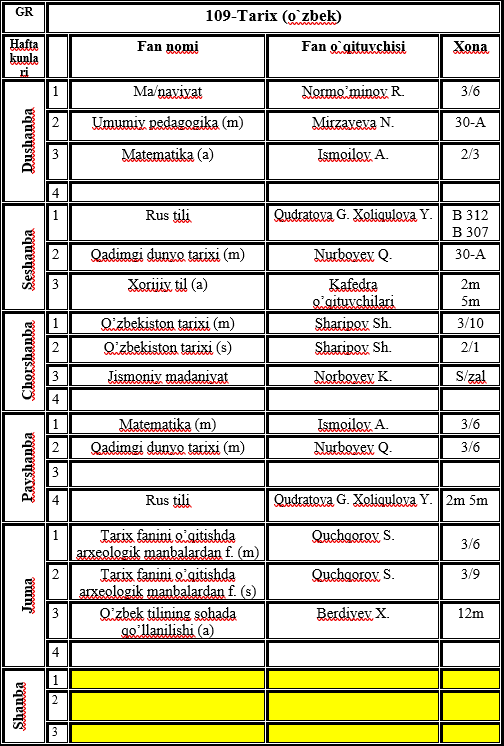 GR 109-Tarix (o`zbek)
Hafta kunla ri Fan nomi Fan o`qituvchisi Xona
Dushanba
1 Ma/naviyat Normo’minov R. 3/6
2 Umumiy pedagogika (m) Mirzayeva N. 30-A
3 Matematika (a) Ismoilov A. 2/3
4
Seshanba
1 Rus tili Qudratova G. Xoliqulova Y. B 312
B 307
2 Qadimgi dunyo tarixi (m) Nurboyev Q. 30-A
3 Xorijiy til (a) Kafedra 2m
o’qituvchilari 5m
Chorshanba
1 O’zbekiston tarixi (m) Sharipov Sh. 3/10
2 O’zbekiston tarixi (s) Sharipov Sh. 2/1
3 Jismoniy madaniyat Norboyev K. S/zal
4
Payshanba
1 Matematika (m) Ismoilov A. 3/6
2 Qadimgi dunyo tarixi (m) Nurboyev Q. 3/6
3
4 Rus tili Qudratova G. Xoliqulova Y. 2m 5m
Juma
1 Tarix fanini o’qitishda Quchqorov S. 3/6
arxeologik manbalardan f. (m)
2 Tarix fanini o’qitishda Quchqorov S. 3/9
arxeologik manbalardan f. (s)
3 O’zbek tilining sohada Berdiyev X. 12m
qo’llanilishi (a)
4
Shanba
1
2
3